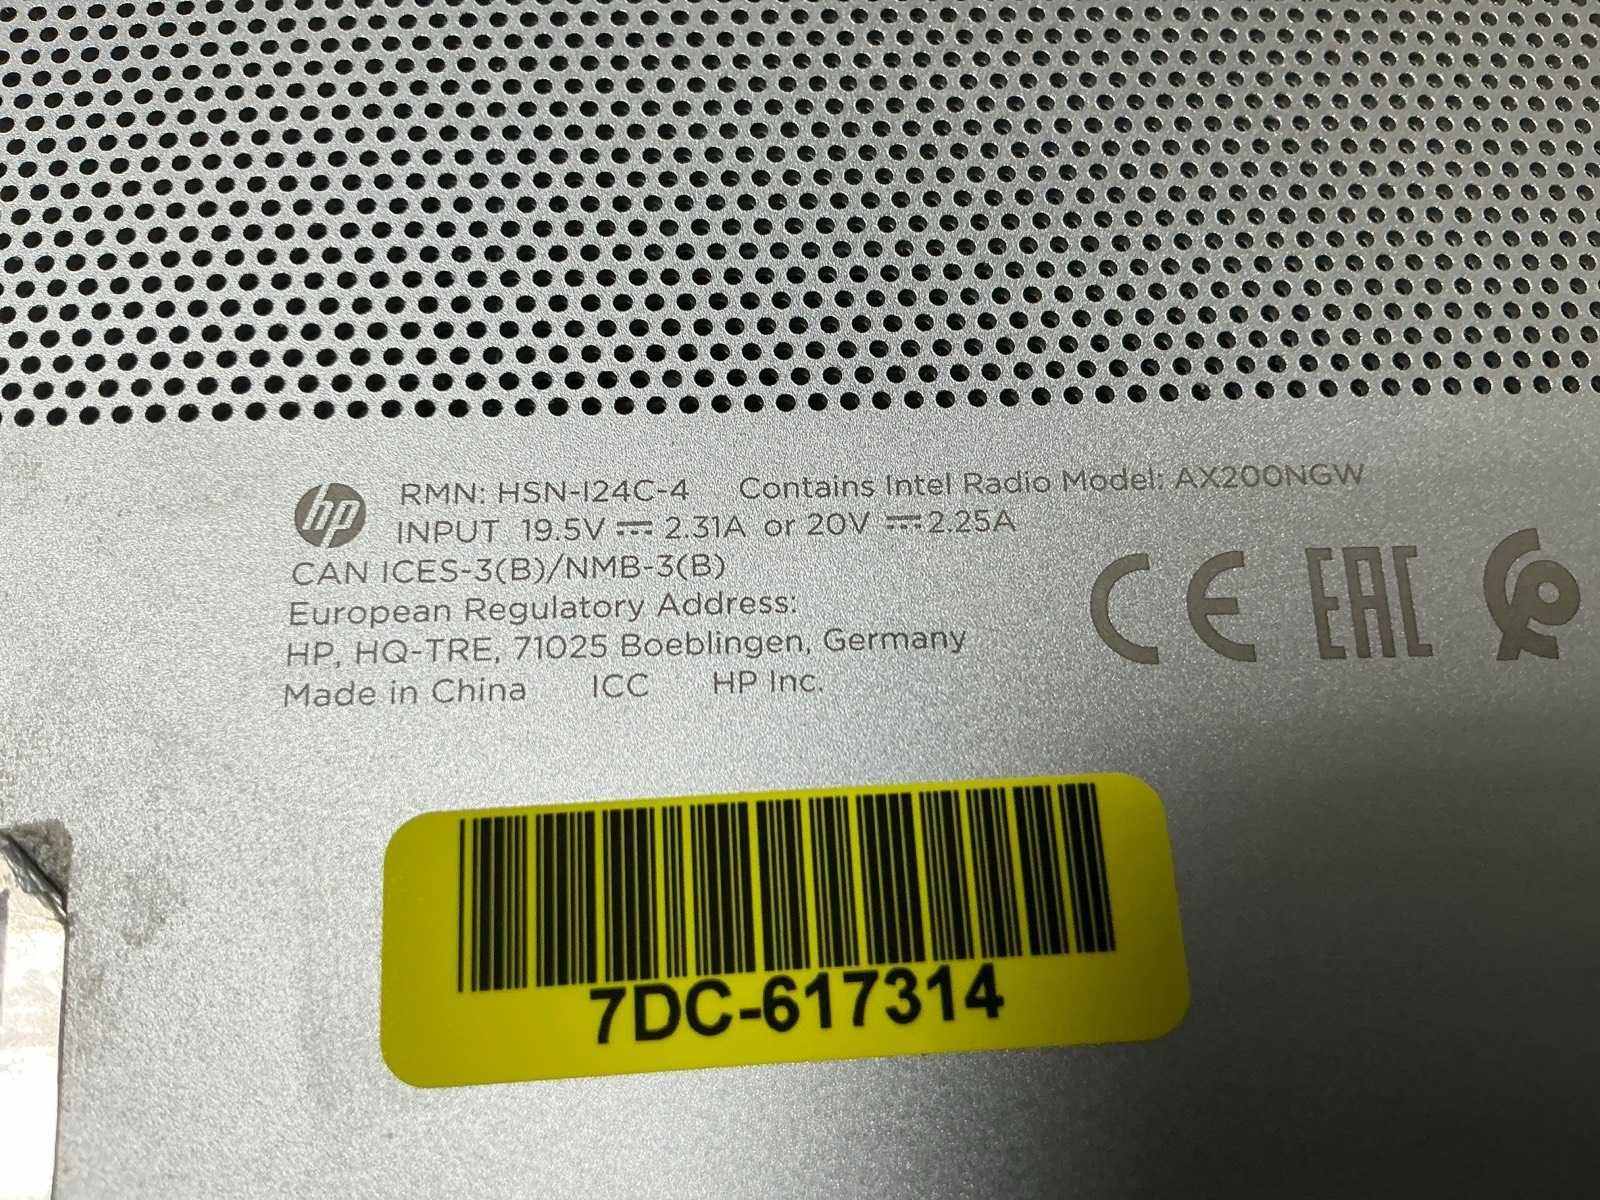 hp
RMN: HSN-I24C-4 Contains Intel Radio Model: AX200NGW
INPUT 19.5V ⎓ 2.31A or 20V ⎓ 2.25A
CAN ICES-3(B)/NMB-3(B)
European Regulatory Address:
HP, HQ-TRE, 71025 Boeblingen, Germany
Made in China ICC HP Inc.
CE EAC
7DC-617314